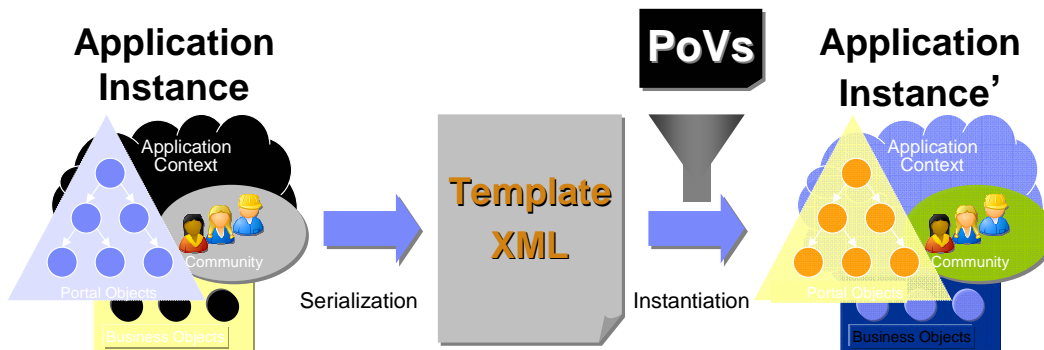 Application
Instance
Application
Context
Community
Portal Objects
Business Objects
Serialization
Template
XML
PoVs
Instantiation
Application
Instance’
Application
Context
Community
Portal Objects
Business Objects